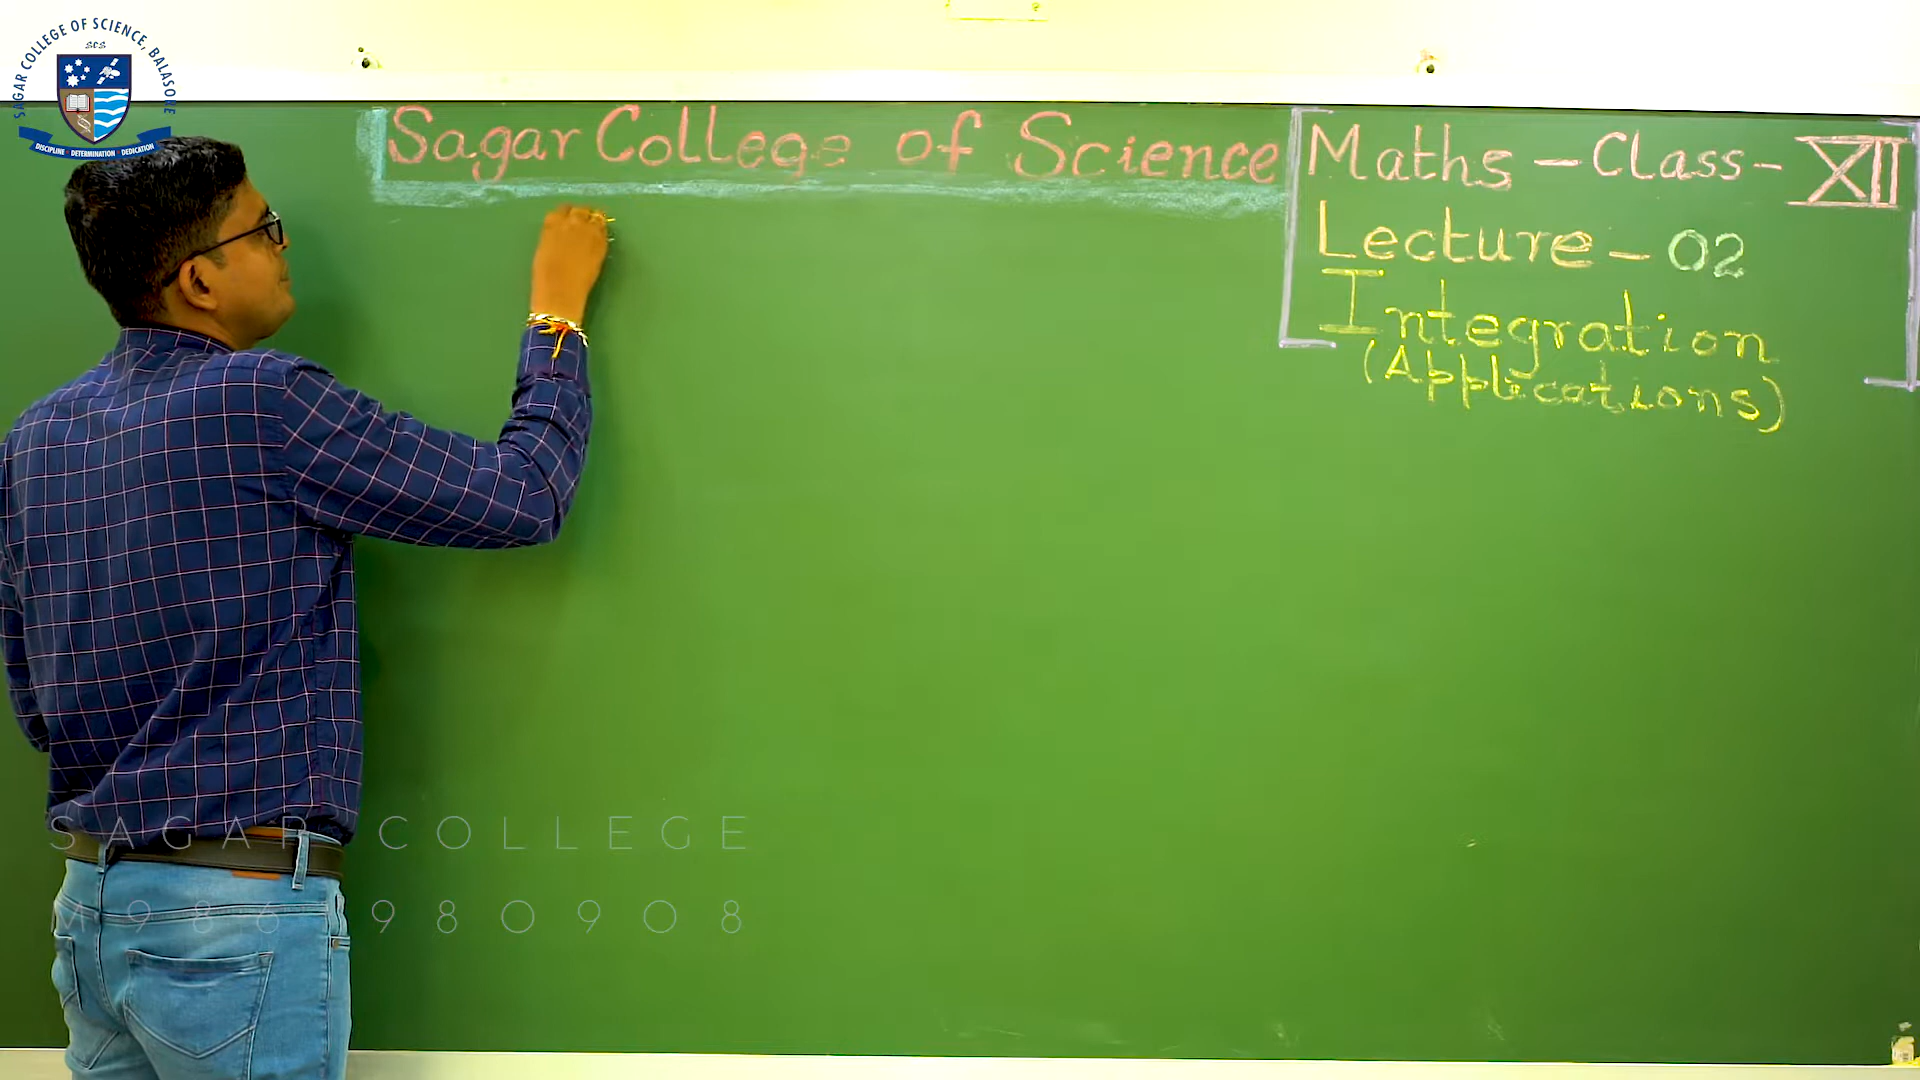 SAGAR COLLEGE OF SCIENCE, BALASORE
SCS
DISCIPLINE DETERMINATION DEDICATION
Sagar College of Science
Maths - Class - XII
Lecture - 02
Integration
(Applications)
SAGAR COLLEGE